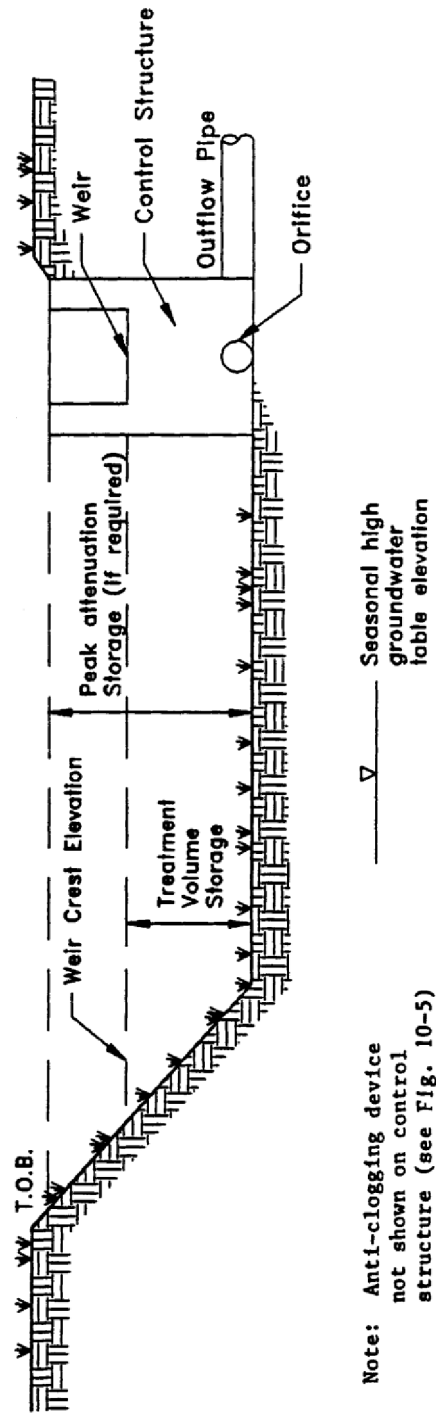 T.O.B.
Weir Crest Elevation
Peak attenuation
Storage (if required)
Treatment
Volume
Storage
Weir
Control Structure
Outflow Pipe
Orifice
Seasonal high
groundwater
table elevation
Note: Anti-clogging device
not shown on control
structure (see Fig. 10-5)